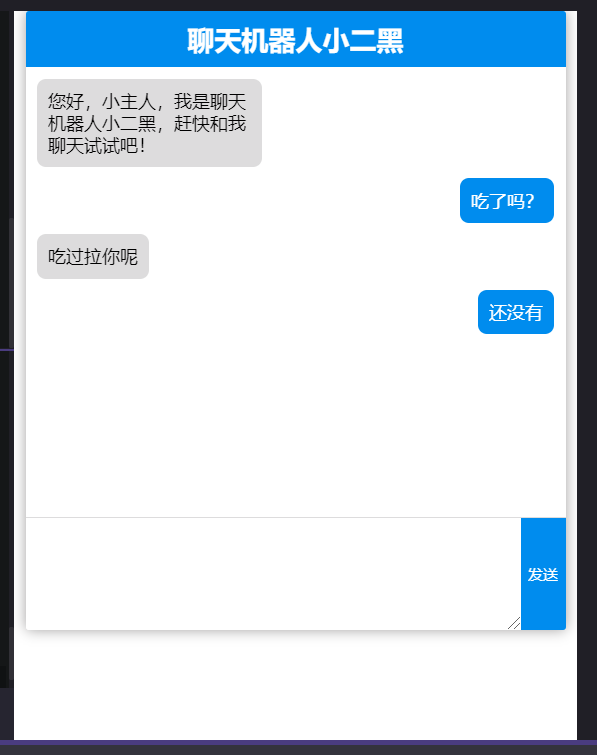 聊天机器人小二黑
您好，小主人，我是聊天
机器人小二黑，赶快和我
聊天试试吧！
吃了吗？
吃过拉你呢
还没有
发送